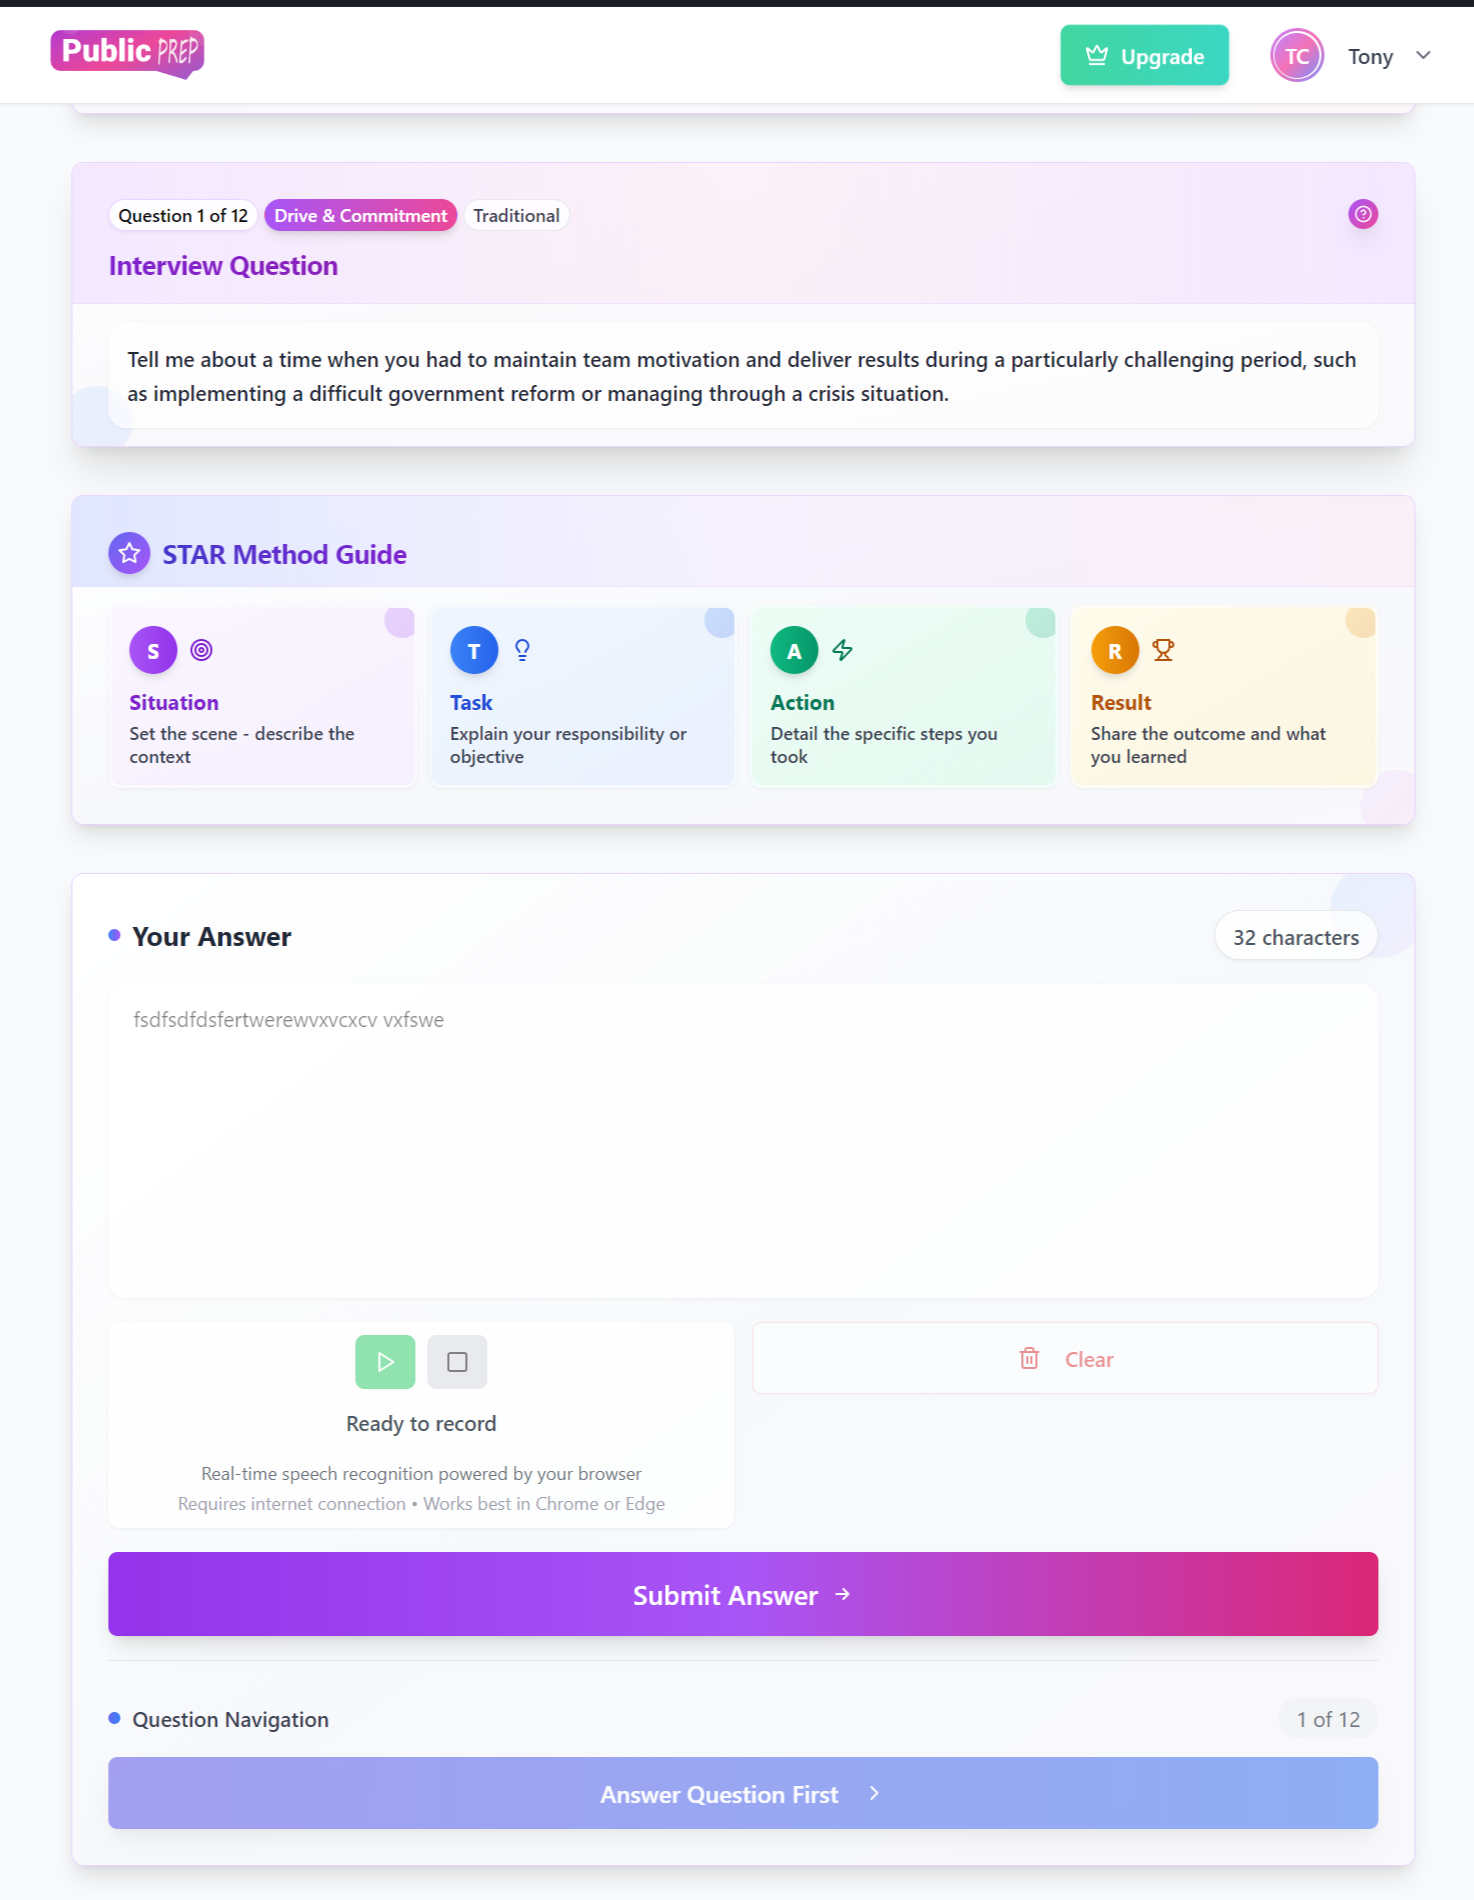 Public PREP
Upgrade
TC
Tony
Question 1 of 12
Drive & Commitment
Traditional
Interview Question
Tell me about a time when you had to maintain team motivation and deliver results during a particularly challenging period, such
as implementing a difficult government reform or managing through a crisis situation.
STAR Method Guide
S
Situation
Set the scene - describe the
context
T
Task
Explain your responsibility or
objective
A
Action
Detail the specific steps you
took
R
Result
Share the outcome and what
you learned
Your Answer
32 characters
fsdfsdfdsfertwerewvxvcxcv vxfswe
Ready to record
Real-time speech recognition powered by your browser
Requires internet connection • Works best in Chrome or Edge
Clear
Submit Answer →
Question Navigation
1 of 12
Answer Question First